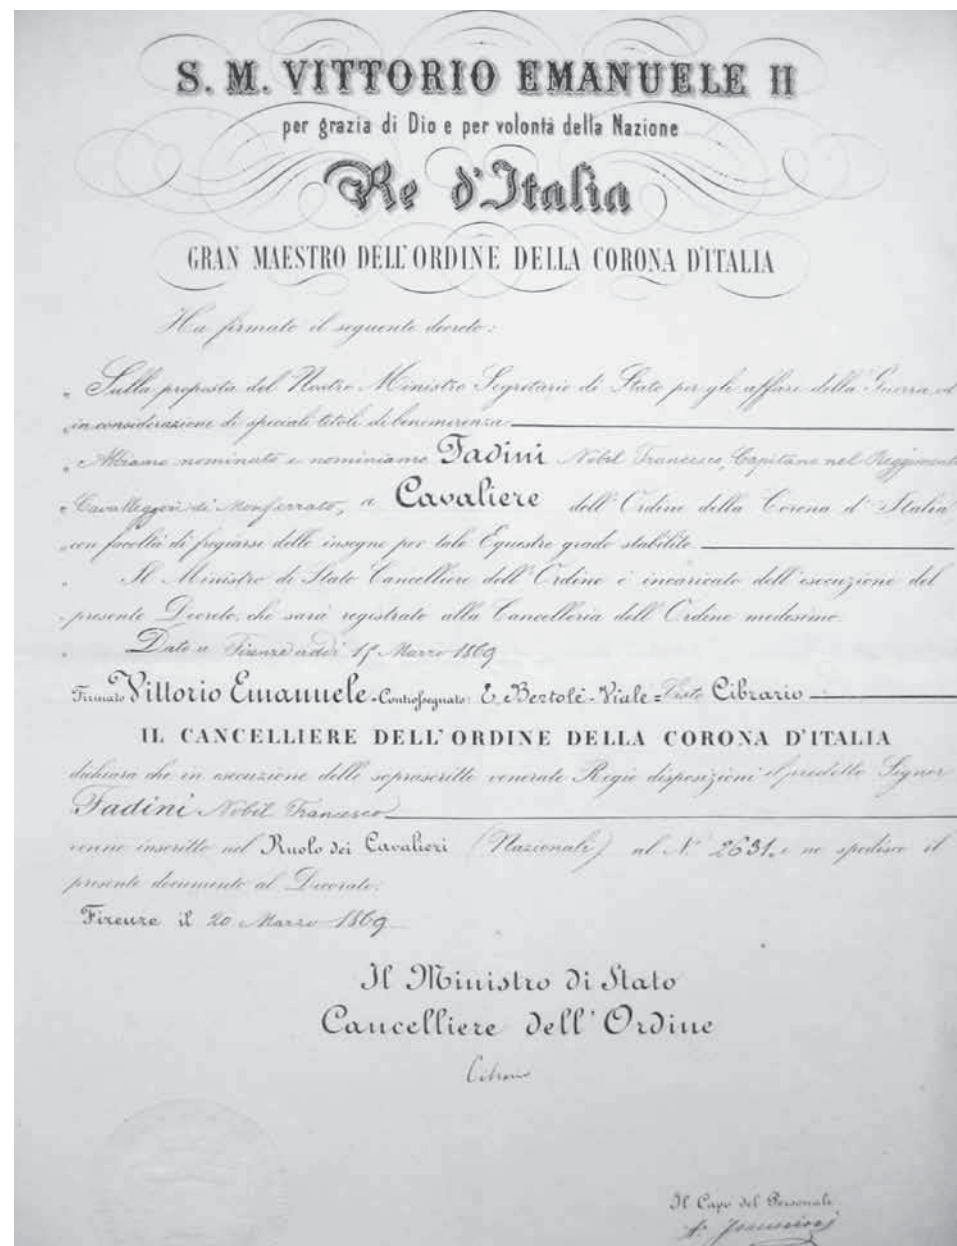 S. M. VITTORIO EMANUELE II
per grazia di Dio e per volontà della Nazione
Re d'Italia
GRAN MAESTRO DELL'ORDINE DELLA CORONA D'ITALIA
Ha firmato il seguente decreto:
„ Sulla proposta del Nostro Ministro Segretario di Stato per gli affari della Guerra ed
„ in considerazione di speciali titoli di benemerenza
„ Abbiamo nominato e nominiamo Fadini Nobil Francesco, Capitano nel Reggimento
„ Cavalleggeri di Monferrato, a Cavaliere dell'Ordine della Corona d'Italia
„ con facoltà di fregiarsi delle insegne per tale Equestre grado stabilite.
„ Il Ministro di Stato Cancelliere dell'Ordine è incaricato dell'esecuzione del
„ presente Decreto, che sarà registrato alla Cancelleria dell'Ordine medesimo.
„ Dato a Firenze addì Marzo 1869
Firmato Vittorio Emanuele - Controsegnato: E. Bertolè-Viale = Visto Cibrario
IL CANCELLIERE DELL'ORDINE DELLA CORONA D'ITALIA
dichiara che in esecuzione delle soprascritte venerate Regie disposizioni il predetto Signor
Fadini Nobil Francesco
venne inscritto nel Ruolo dei Cavalieri (Nazionali) al N.° 2631. e ne spedisce il
presente documento al Decorato.
Firenze il 20 Marzo 1869
Il Ministro di Stato
Cancelliere dell'Ordine
Cibrario
Il Capo del Personale